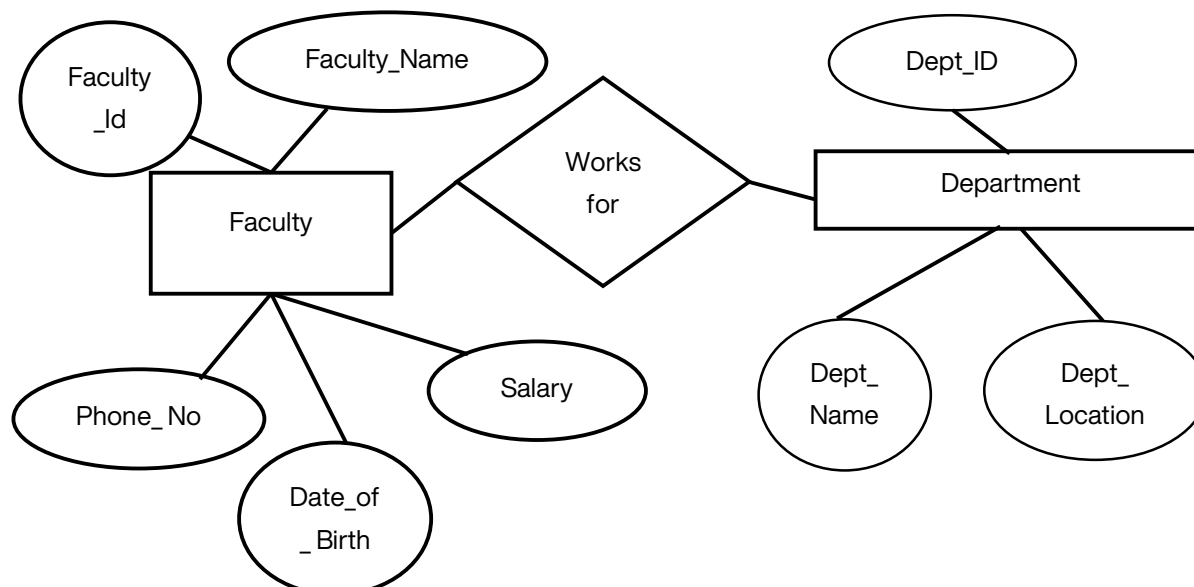 Faculty
_Id
Faculty_Name
Dept_ID
Works
for
Department
Faculty
Phone_ No
Salary
Date_of
_ Birth
Dept_
Name
Dept_
Location